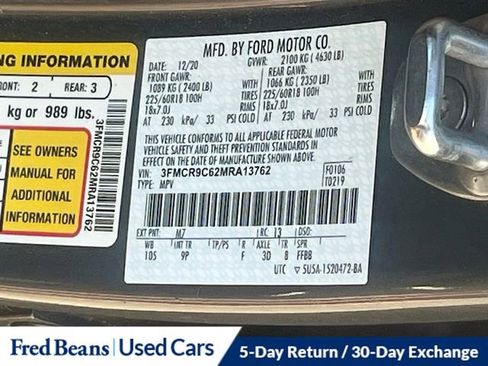 NG INFORMATION
FRONT: 2 REAR: 3
kg or 989 lbs.
SEE OWNERS
MANUAL FOR
ADDITIONAL
INFORMATION
3FMCR9C62MRA13762
MFD. BY FORD MOTOR CO.
DATE: 12/20 GVWR: 2100 KG ( 4630 LB)
FRONT GAWR: REAR GAWR:
1089 KG ( 2400 LB) 1066 KG ( 2350 LB)
225/60R18 100H TIRES 225/60R18 100H TIRES
18x7.0J RIMS 18x7.0J RIMS
AT 230 kPa/ 33 PSI COLD AT 230 kPa/ 33 PSI COLD
THIS VEHICLE CONFORMS TO ALL APPLICABLE FEDERAL MOTOR
VEHICLE SAFETY AND THEFT PREVENTION STANDARDS IN EFFECT ON
THE DATE OF MANUFACTURE SHOWN ABOVE.
VIN: 3FMCR9C62MRA13762 F0106
TYPE: MPV T0219
EXT PNT: M7 RC: 13 DSO:
WB INT TR TP/PS R AXLE TR SPR
105 9P F 3D 8 FFBB
UTC 5U5A-1520472-BA
Fred Beans Used Cars 5-Day Return / 30-Day Exchange